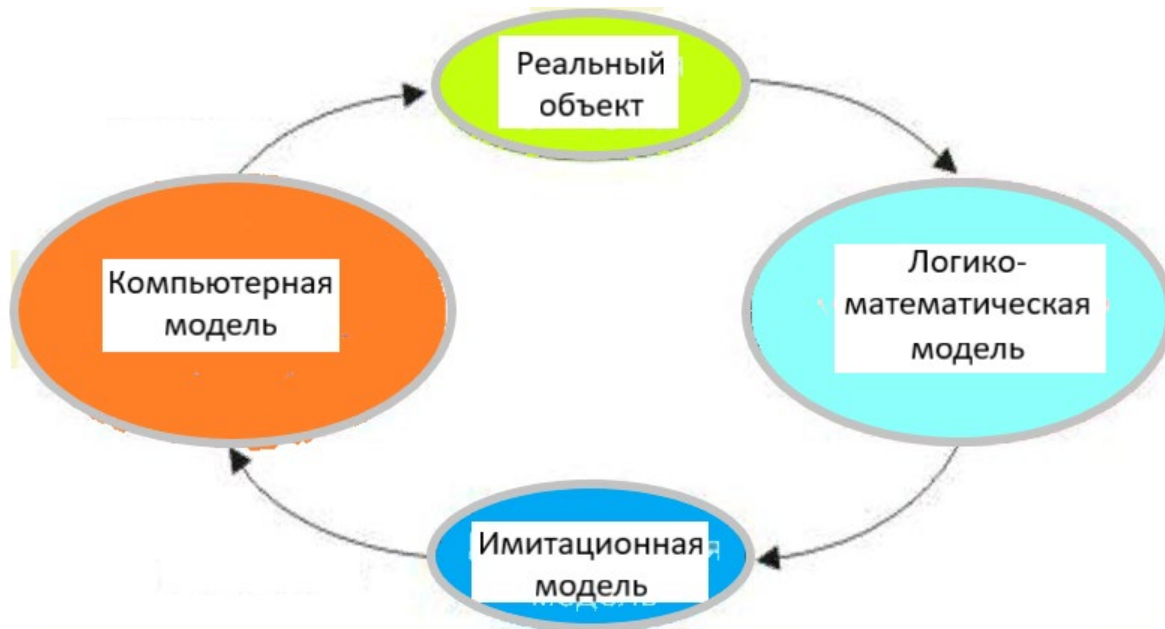 Реальный
объект
Логико-
математическая
модель
Имитационная
модель
Компьютерная
модель